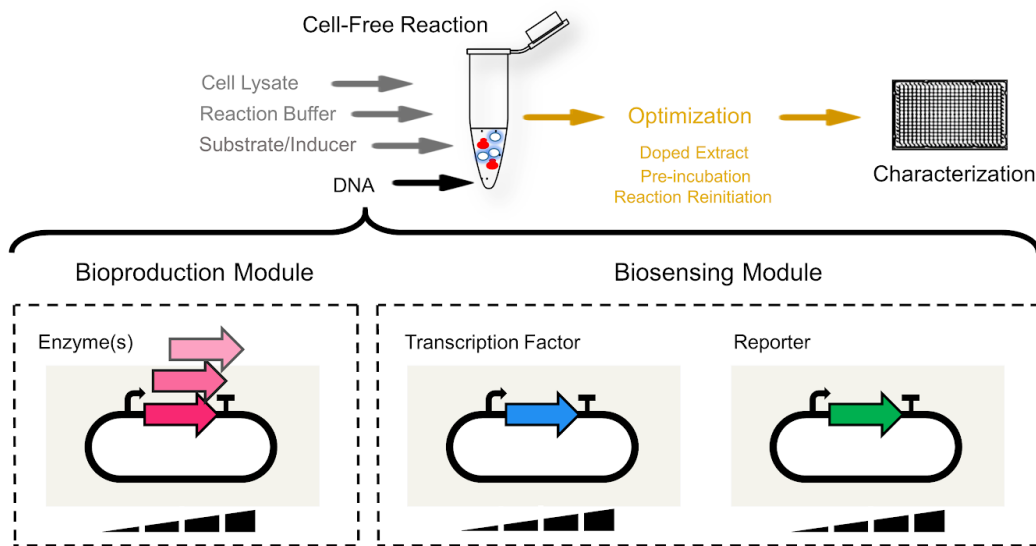 Cell-Free Reaction
Cell Lysate
Reaction Buffer
Substrate/Inducer
DNA
Optimization
Doped Extract
Pre-incubation
Reaction Reinitiation
Characterization
Bioproduction Module
Biosensing Module
Enzyme(s)
Transcription Factor
Reporter